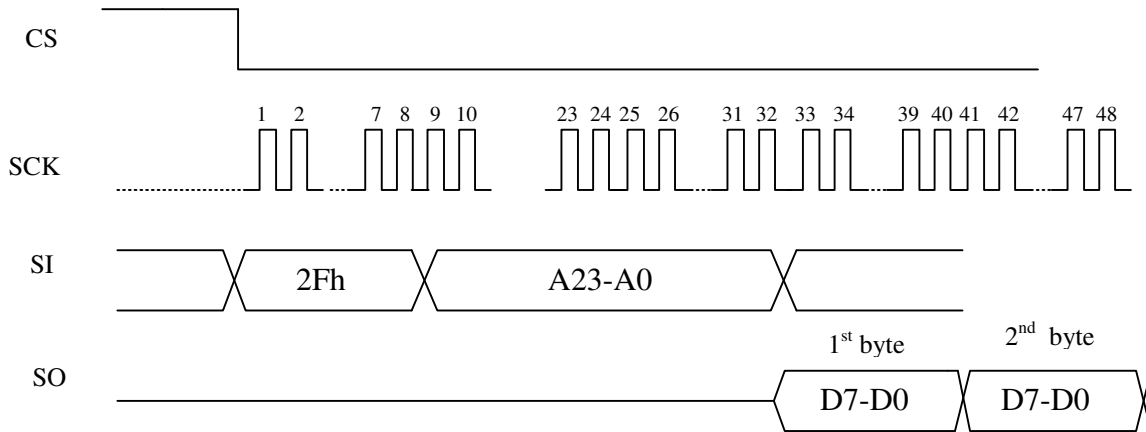 CS
1 2 7 8 9 10 23 24 25 26 31 32 33 34 39 40 41 42 47 48
SCK
SI
2Fh A23-A0
1st byte 2nd byte
SO
D7-D0 D7-D0